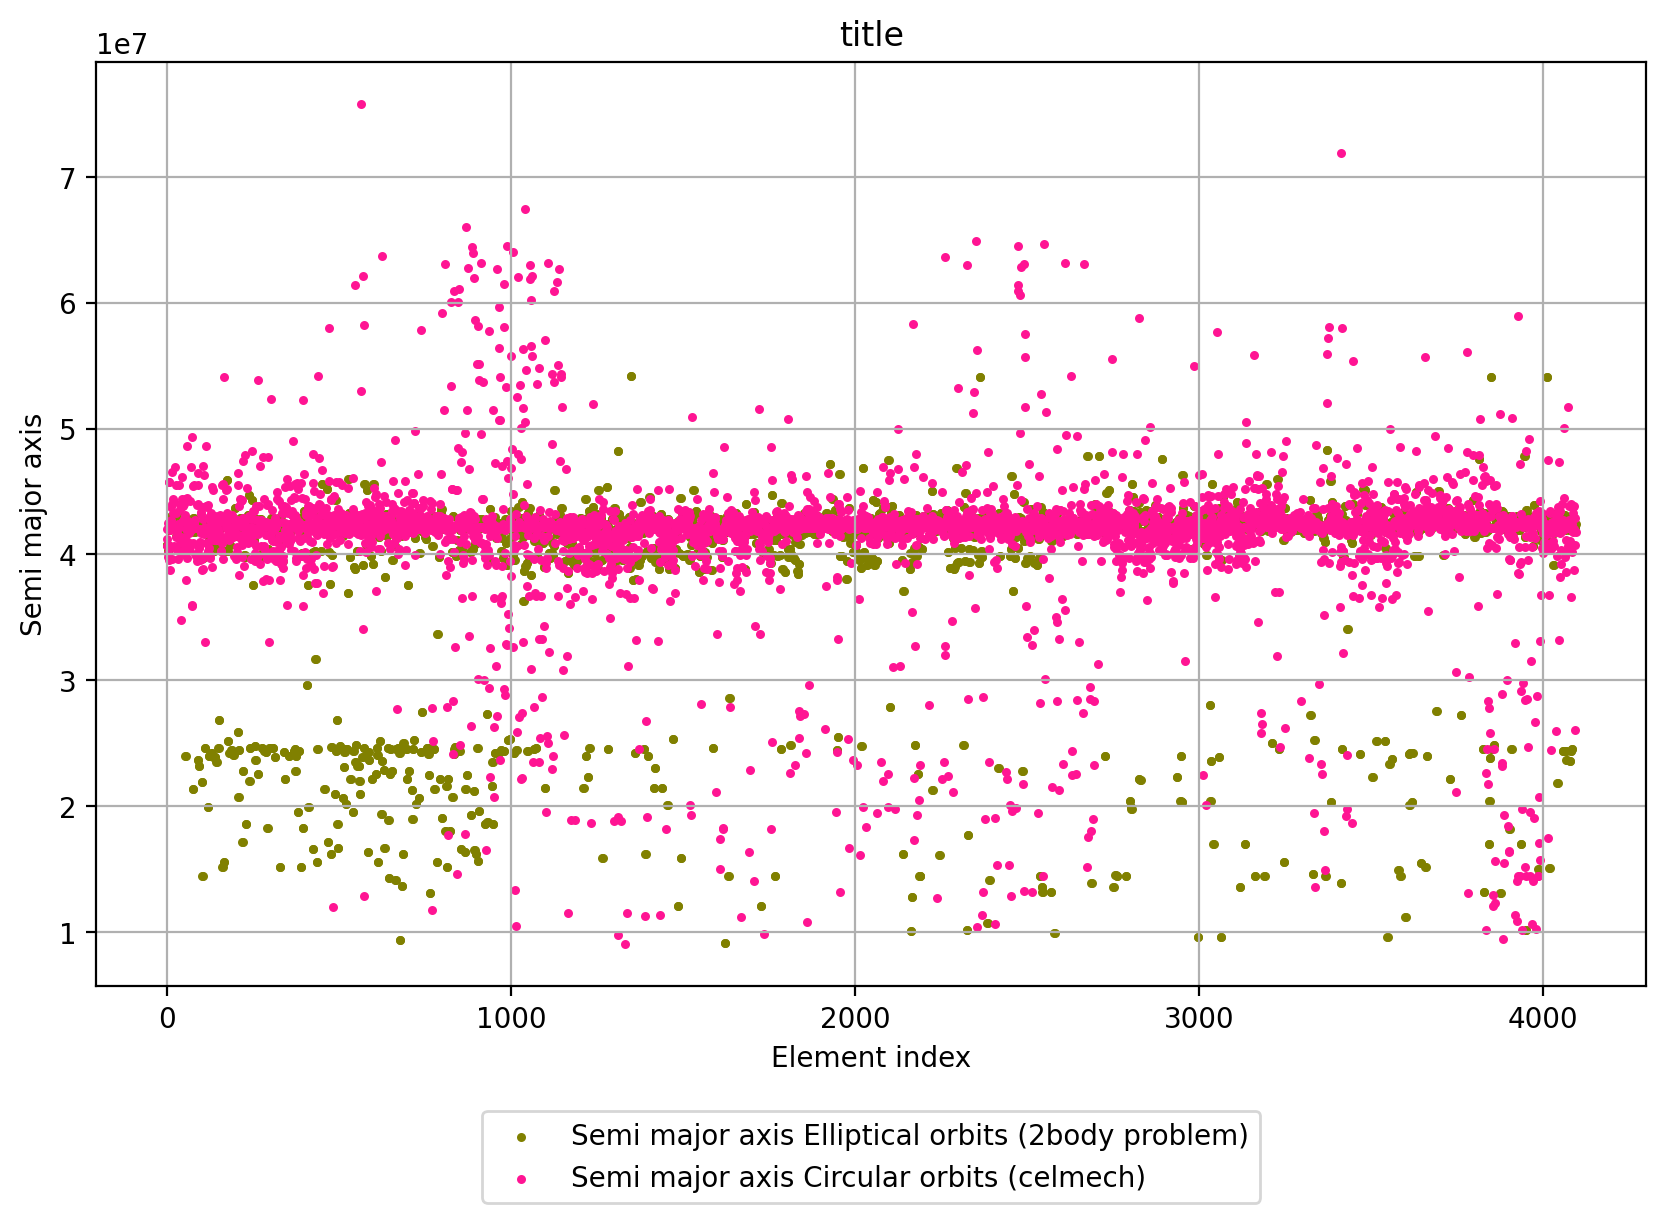 title
1e7
7
6
5
4
3
2
1
Semi major axis
0 1000 2000 3000 4000
Element index
Semi major axis Elliptical orbits (2body problem)
Semi major axis Circular orbits (celmech)